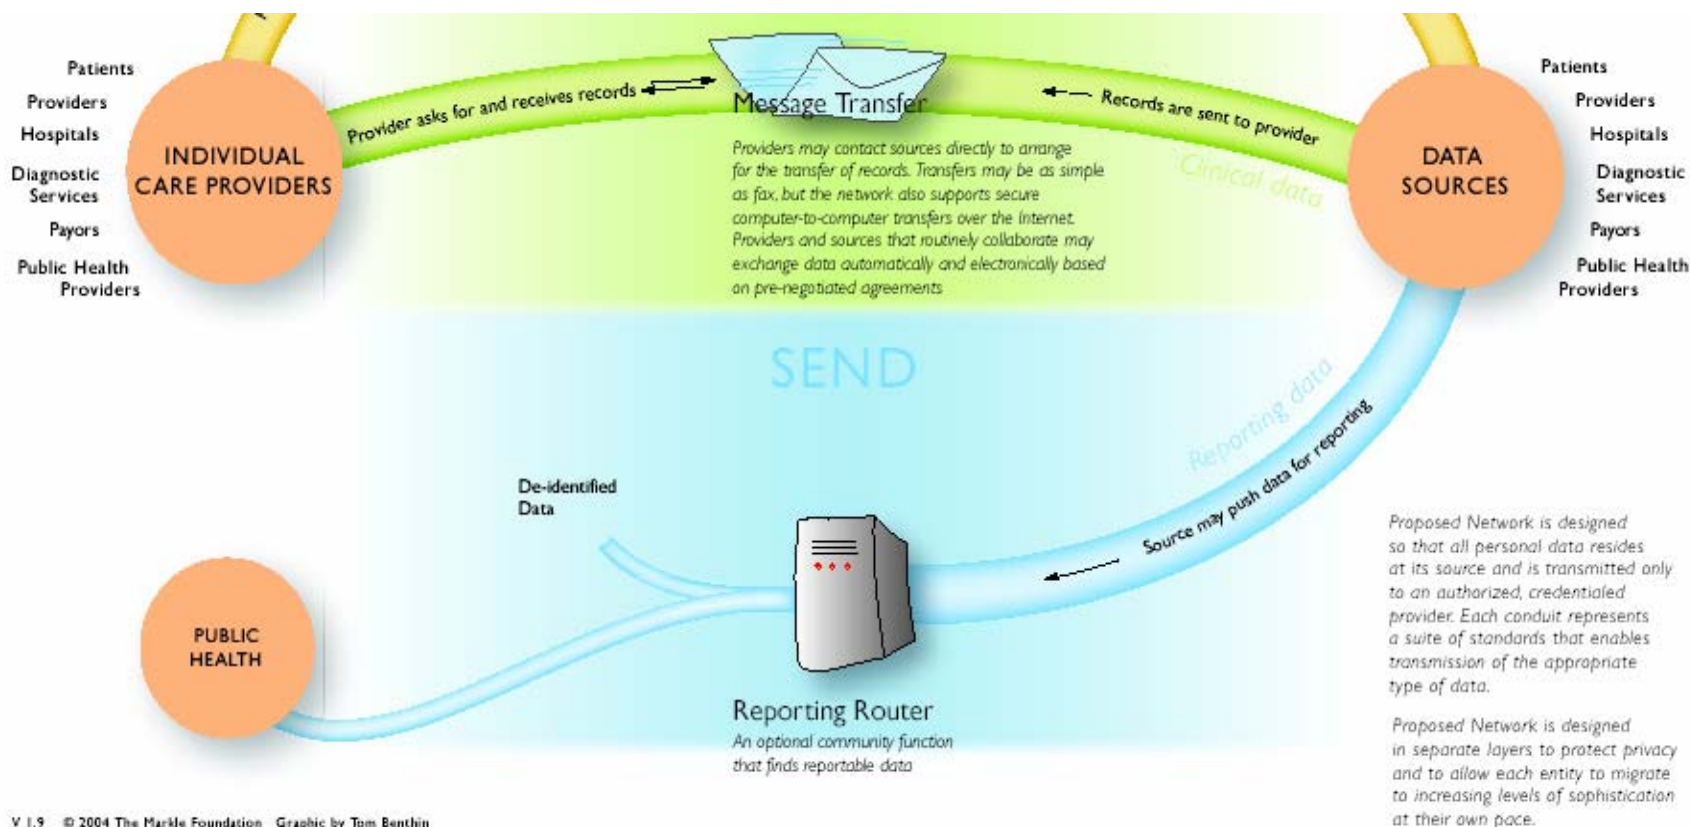 Patients
Providers
Hospitals
Diagnostic
Services
Payors
Public Health
Providers
INDIVIDUAL
CARE PROVIDERS
Provider asks for and receives records
Message Transfer
Providers may contact sources directly to arrange
for the transfer of records. Transfers may be as simple
as fax, but the network also supports secure
computer-to-computer transfers over the Internet.
Providers and sources that routinely collaborate may
exchange data automatically and electronically based
on pre-negotiated agreements
Records are sent to provider
Clinical data
DATA
SOURCES
Patients
Providers
Hospitals
Diagnostic
Services
Payors
Public Health
Providers
SEND
Reporting data
Source may push data for reporting
De-identified
Data
PUBLIC
HEALTH
Reporting Router
An optional community function
that finds reportable data
Proposed Network is designed
so that all personal data resides
at its source and is transmitted only
to an authorized, credentialed
provider. Each conduit represents
a suite of standards that enables
transmission of the appropriate
type of data.
Proposed Network is designed
in separate layers to protect privacy
and to allow each entity to migrate
to increasing levels of sophistication
at their own pace.
V 1.9 © 2004 The Markle Foundation Graphic by Tom Benthin